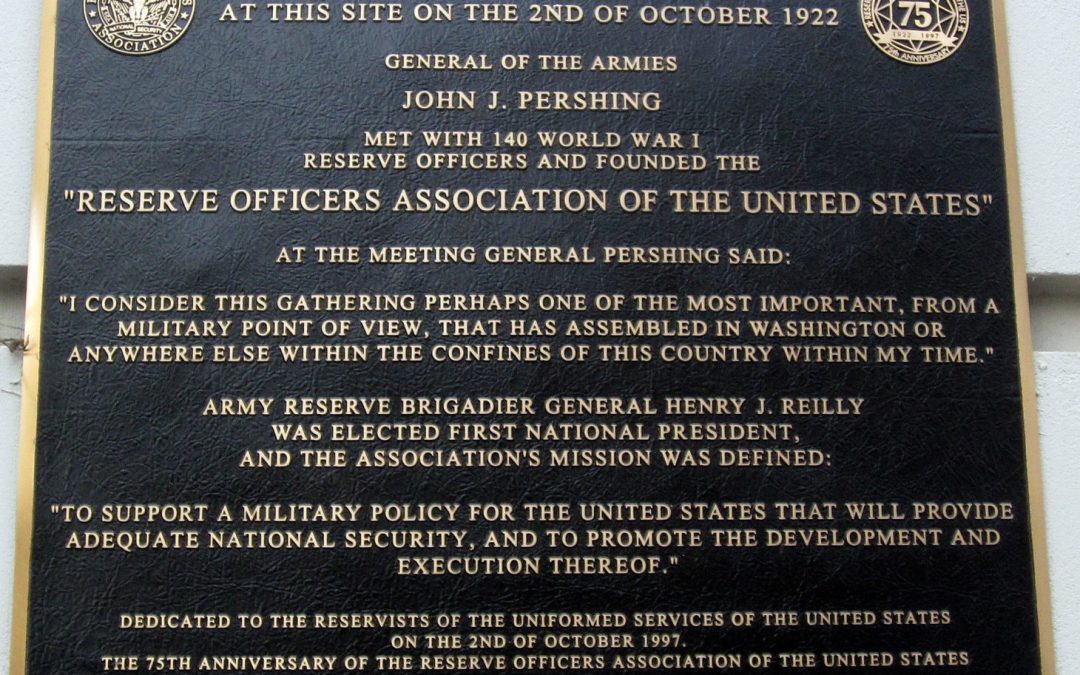 ASSOCIATION
SECURITY
75
1922 1997
75th ANNIVERSARY
AT THIS SITE ON THE 2ND OF OCTOBER 1922
GENERAL OF THE ARMIES
JOHN J. PERSHING
MET WITH 140 WORLD WAR I
RESERVE OFFICERS AND FOUNDED THE
"RESERVE OFFICERS ASSOCIATION OF THE UNITED STATES"
AT THE MEETING GENERAL PERSHING SAID:
"I CONSIDER THIS GATHERING PERHAPS ONE OF THE MOST IMPORTANT, FROM A
MILITARY POINT OF VIEW, THAT HAS ASSEMBLED IN WASHINGTON OR
ANYWHERE ELSE WITHIN THE CONFINES OF THIS COUNTRY WITHIN MY TIME."
ARMY RESERVE BRIGADIER GENERAL HENRY J. REILLY
WAS ELECTED FIRST NATIONAL PRESIDENT,
AND THE ASSOCIATION'S MISSION WAS DEFINED:
"TO SUPPORT A MILITARY POLICY FOR THE UNITED STATES THAT WILL PROVIDE
ADEQUATE NATIONAL SECURITY, AND TO PROMOTE THE DEVELOPMENT AND
EXECUTION THEREOF."
DEDICATED TO THE RESERVISTS OF THE UNIFORMED SERVICES OF THE UNITED STATES
ON THE 2ND OF OCTOBER 1997.
THE 75TH ANNIVERSARY OF THE RESERVE OFFICERS ASSOCIATION OF THE UNITED STATES